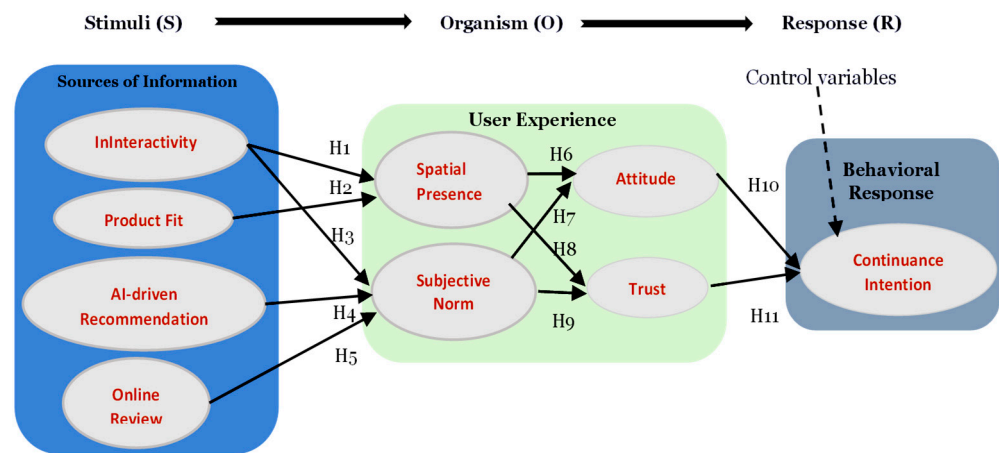 Stimuli (S)
Organism (O)
Response (R)
Sources of Information
InInteractivity
Product Fit
AI-driven
Recommendation
Online
Review
H1
H2
H3
H4
H5
User Experience
Spatial
Presence
Subjective
Norm
H6
H7
H8
H9
Attitude
Trust
H10
H11
Control variables
Behavioral
Response
Continuance
Intention